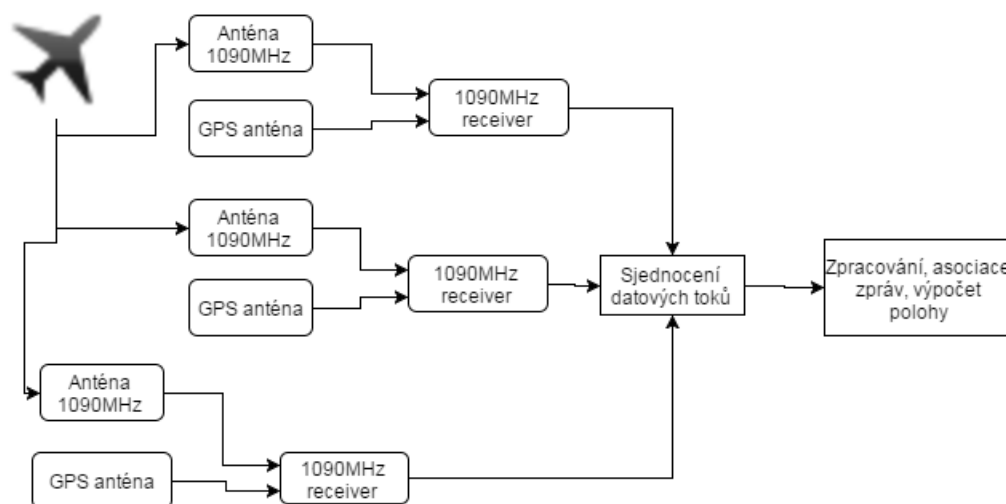 Anténa
1090MHz
GPS anténa
1090MHz
receiver
Anténa
1090MHz
GPS anténa
1090MHz
receiver
Sjednocení
datových toků
Zpracování, asociace
zpráv, výpočet
polohy
Anténa
1090MHz
GPS anténa
1090MHz
receiver